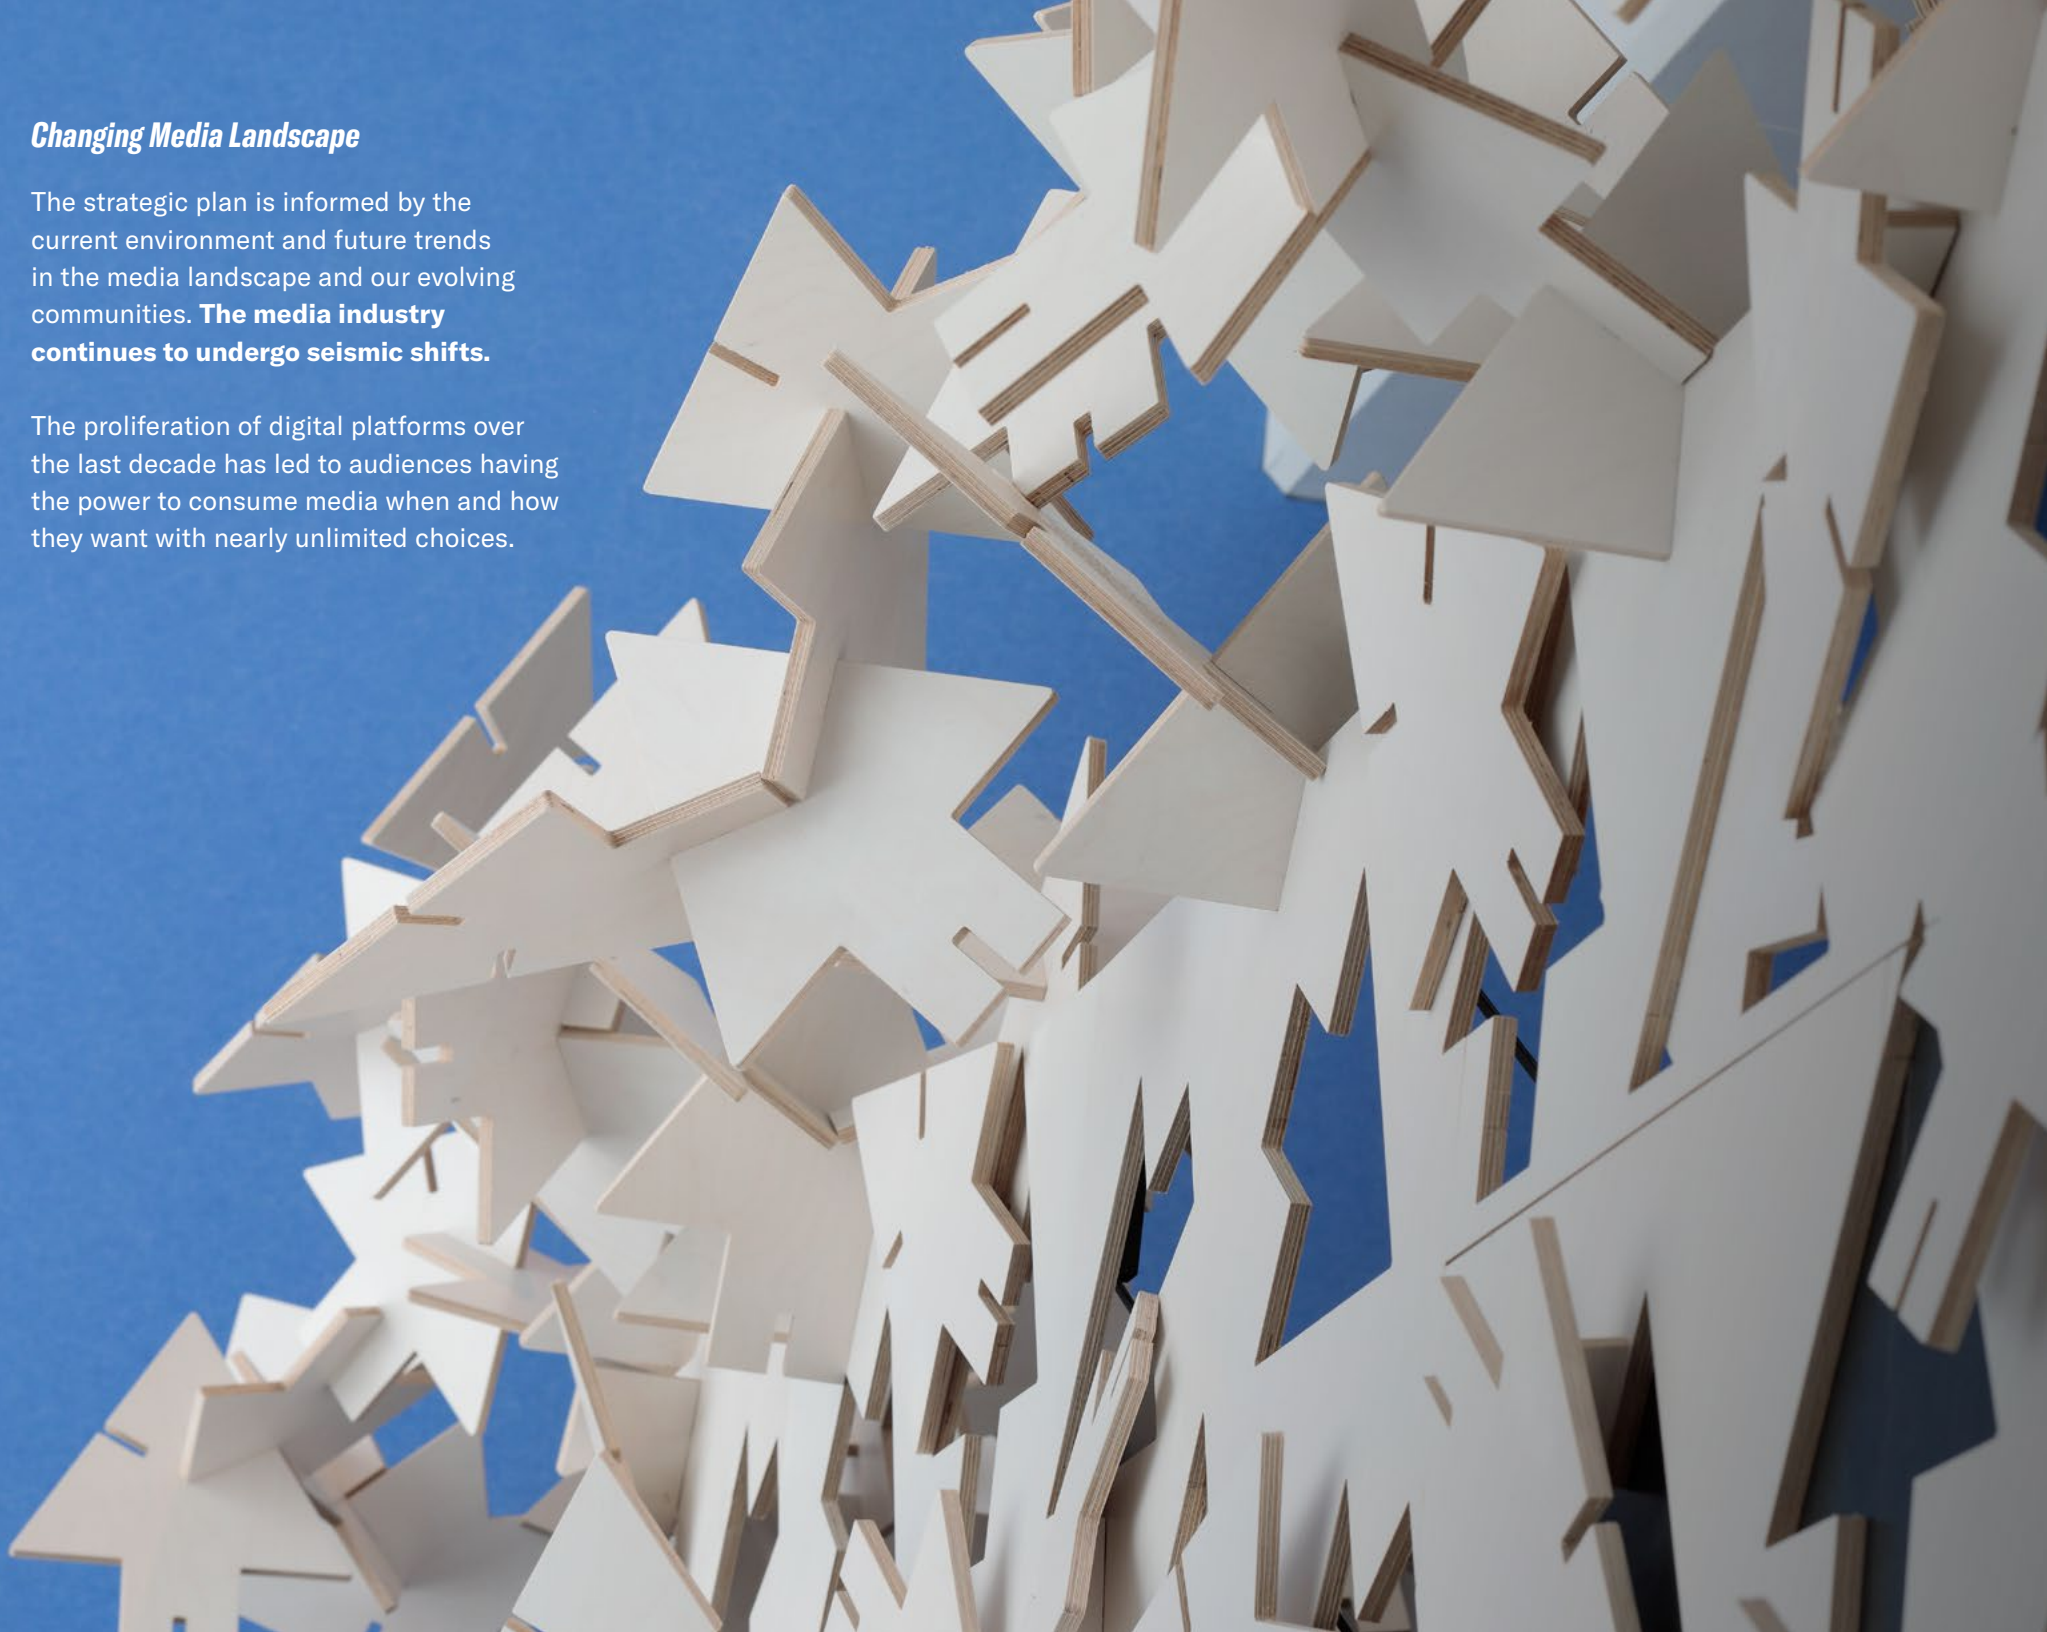 Changing Media Landscape
The strategic plan is informed by the
current environment and future trends
in the media landscape and our evolving
communities. The media industry
continues to undergo seismic shifts.
The proliferation of digital platforms over
the last decade has led to audiences having
the power to consume media when and how
they want with nearly unlimited choices.